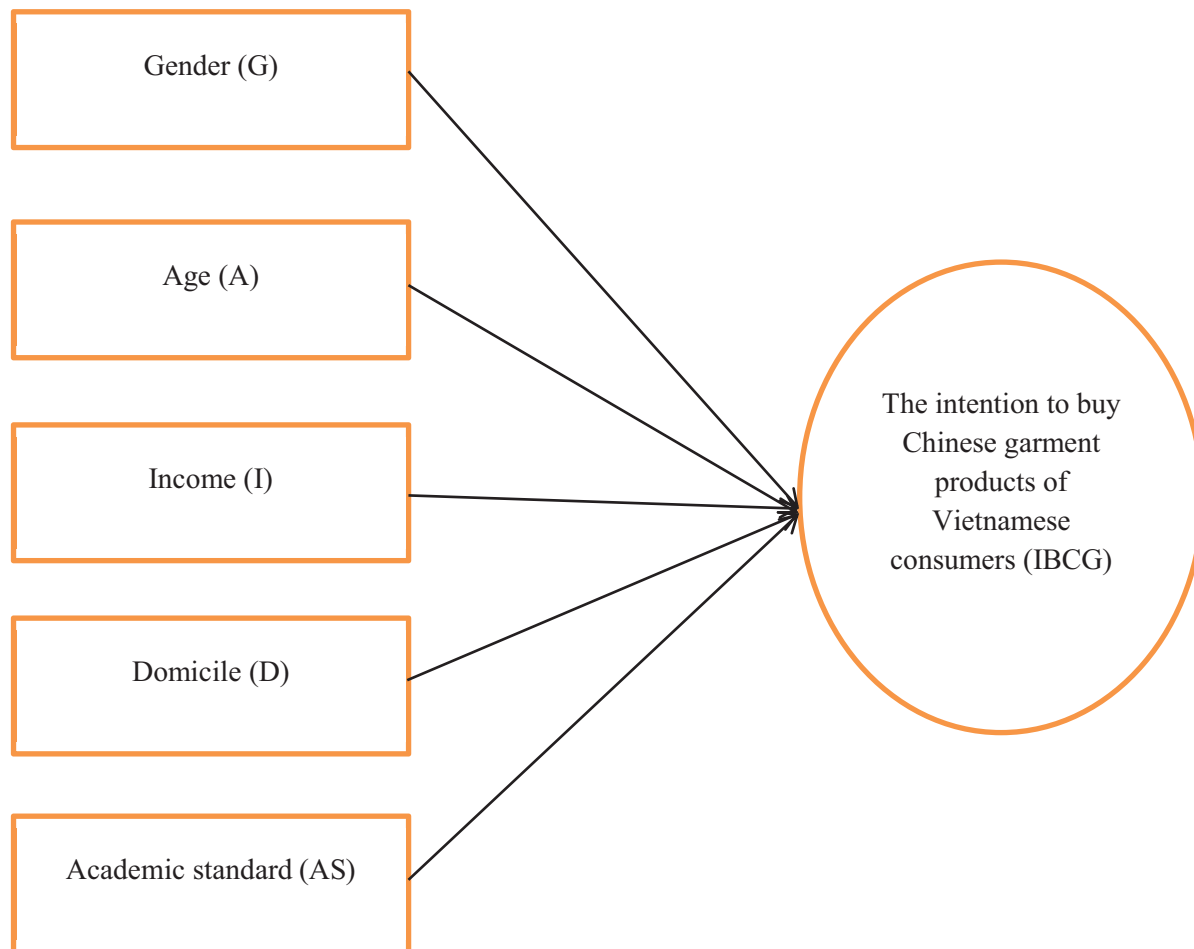 Gender (G)
Age (A)
Income (I)
Domicile (D)
Academic standard (AS)
The intention to buy
Chinese garment
products of
Vietnamese
consumers (IBCG)